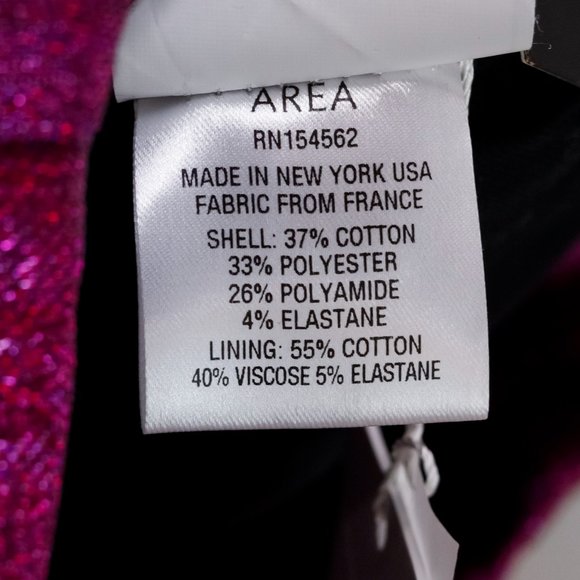 AREA
RN154562
MADE IN NEW YORK USA
FABRIC FROM FRANCE
SHELL: 37% COTTON
33% POLYESTER
26% POLYAMIDE
4% ELASTANE
LINING: 55% COTTON
40% VISCOSE 5% ELASTANE